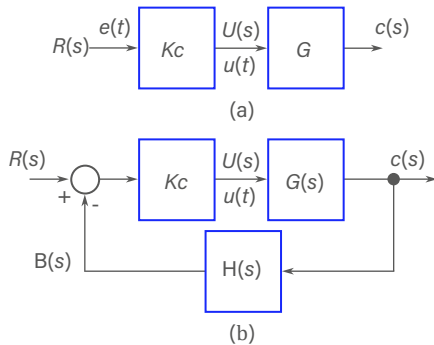 e(t)
R(s)
Kc
U(s)
u(t)
G
c(s)
(a)
R(s)
+
-
Kc
U(s)
u(t)
G(s)
c(s)
B(s)
H(s)
(b)